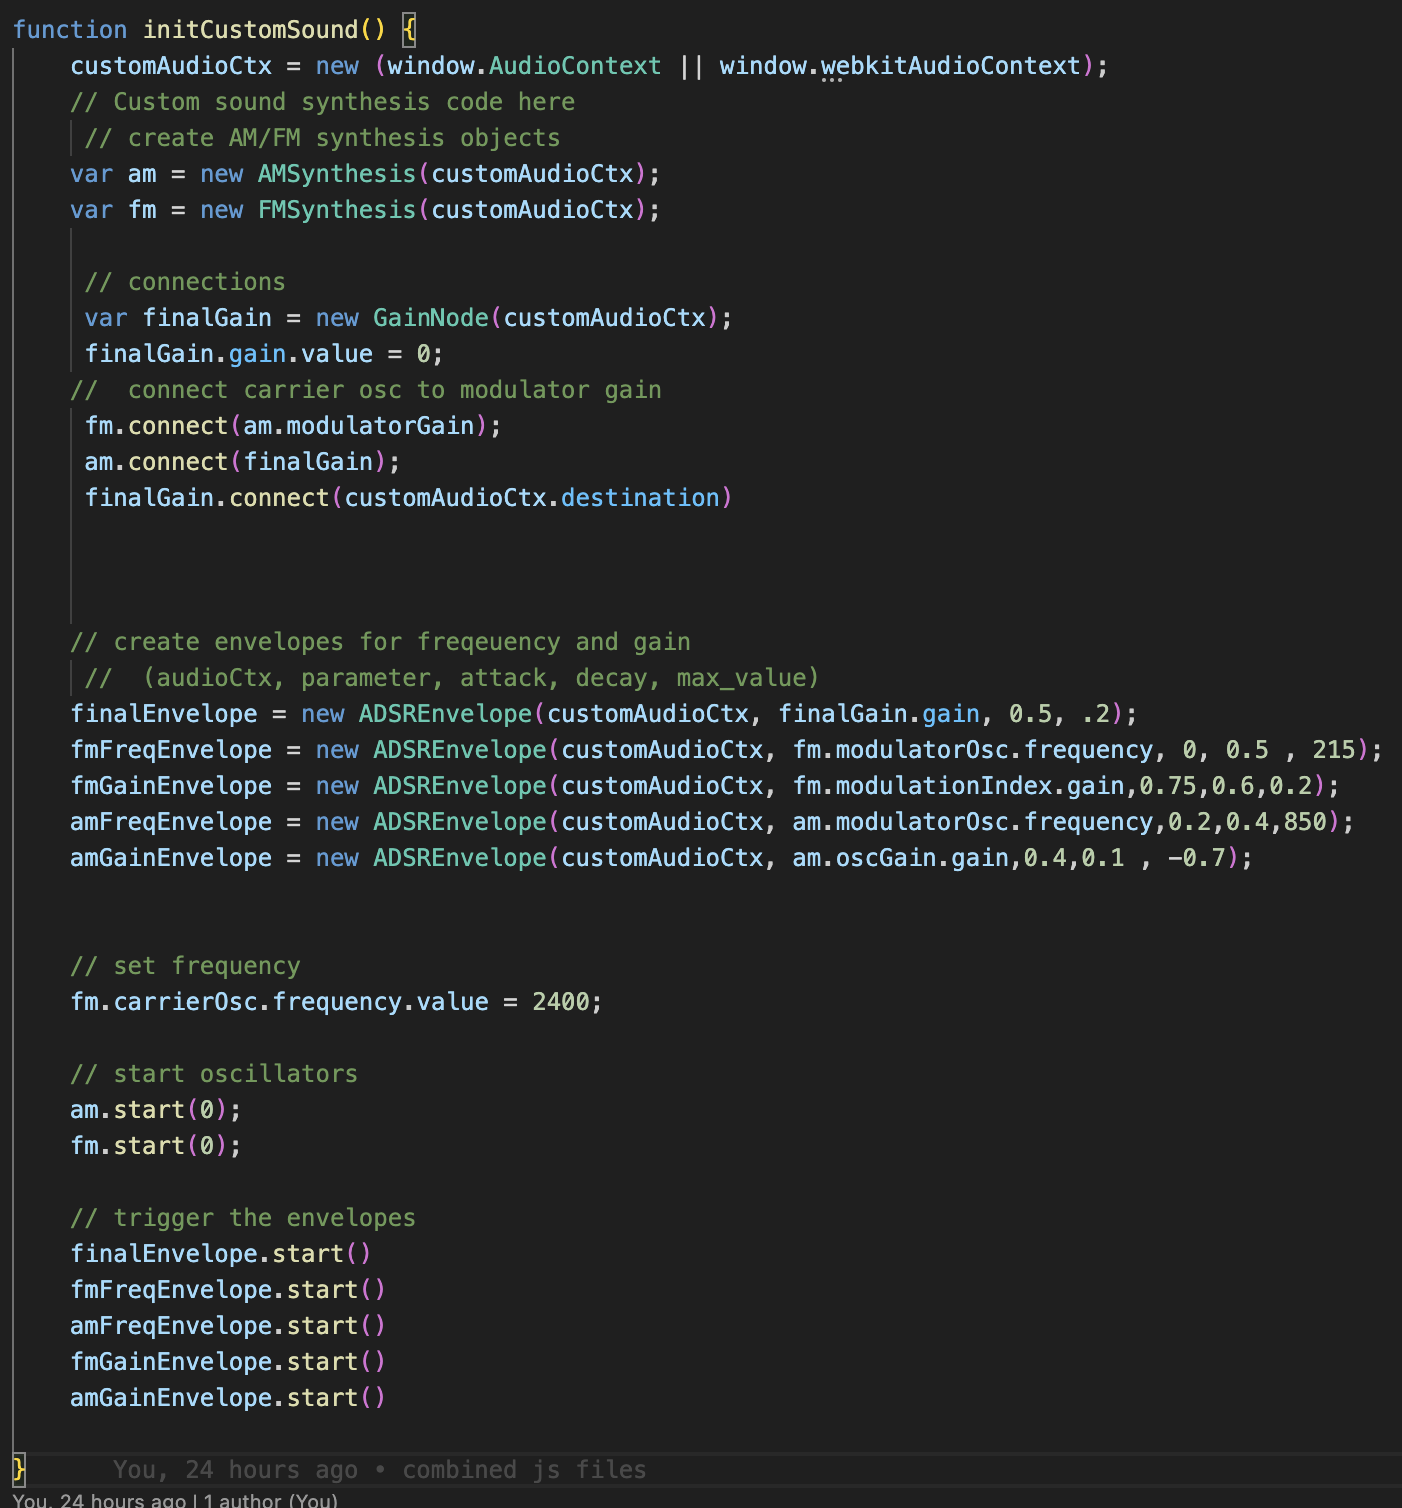 function initCustomSound() {
customAudioCtx = new (window.AudioContext || window.webkitAudioContext);
// Custom sound synthesis code here
// create AM/FM synthesis objects
var am = new AMSynthesis(customAudioCtx);
var fm = new FMSynthesis(customAudioCtx);
// connections
var finalGain = new GainNode(customAudioCtx);
finalGain.gain.value = 0;
//  connect carrier osc to modulator gain
fm.connect(am.modulatorGain);
am.connect(finalGain);
finalGain.connect(customAudioCtx.destination)
// create envelopes for freqeuency and gain
//  (audioCtx, parameter, attack, decay, max_value)
finalEnvelope = new ADSREnvelope(customAudioCtx, finalGain.gain, 0.5, .2);
fmFreqEnvelope = new ADSREnvelope(customAudioCtx, fm.modulatorOsc.frequency, 0, 0.5 , 215);
fmGainEnvelope = new ADSREnvelope(customAudioCtx, fm.modulationIndex.gain,0.75,0.6,0.2);
amFreqEnvelope = new ADSREnvelope(customAudioCtx, am.modulatorOsc.frequency,0.2,0.4,850);
amGainEnvelope = new ADSREnvelope(customAudioCtx, am.oscGain.gain,0.4,0.1 , -0.7);
// set frequency
fm.carrierOsc.frequency.value = 2400;
// start oscillators
am.start(0);
fm.start(0);
// trigger the envelopes
finalEnvelope.start()
fmFreqEnvelope.start()
amFreqEnvelope.start()
fmGainEnvelope.start()
amGainEnvelope.start()
} You, 24 hours ago • combined js files
You, 24 hours ago | 1 author (You)